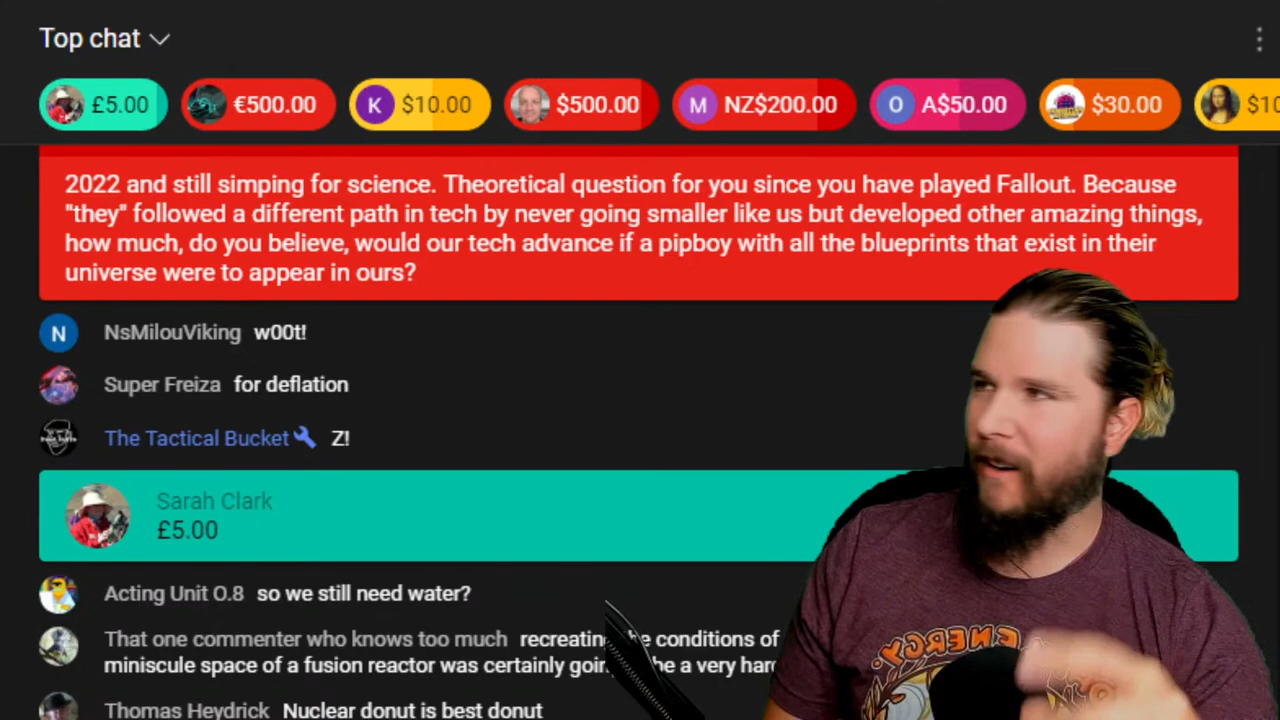 Top chat
£5.00 €500.00 K $10.00 $500.00 M NZ$200.00 O A$50.00 $30.00
2022 and still simping for science. Theoretical question for you since you have played Fallout. Because
"they" followed a different path in tech by never going smaller like us but developed other amazing things,
how much, do you believe, would our tech advance if a pipboy with all the blueprints that exist in their
universe were to appear in ours?
N NsMilouViking w00t!
Super Freiza for deflation
The Tactical Bucket Z!
Sarah Clark
£5.00
Acting Unit 0.8 so we still need water?
That one commenter who knows too much recreating the conditions of
miniscule space of a fusion reactor was certainly be a very
Thomas Heydrick Nuclear donut is best donut
ENERGY